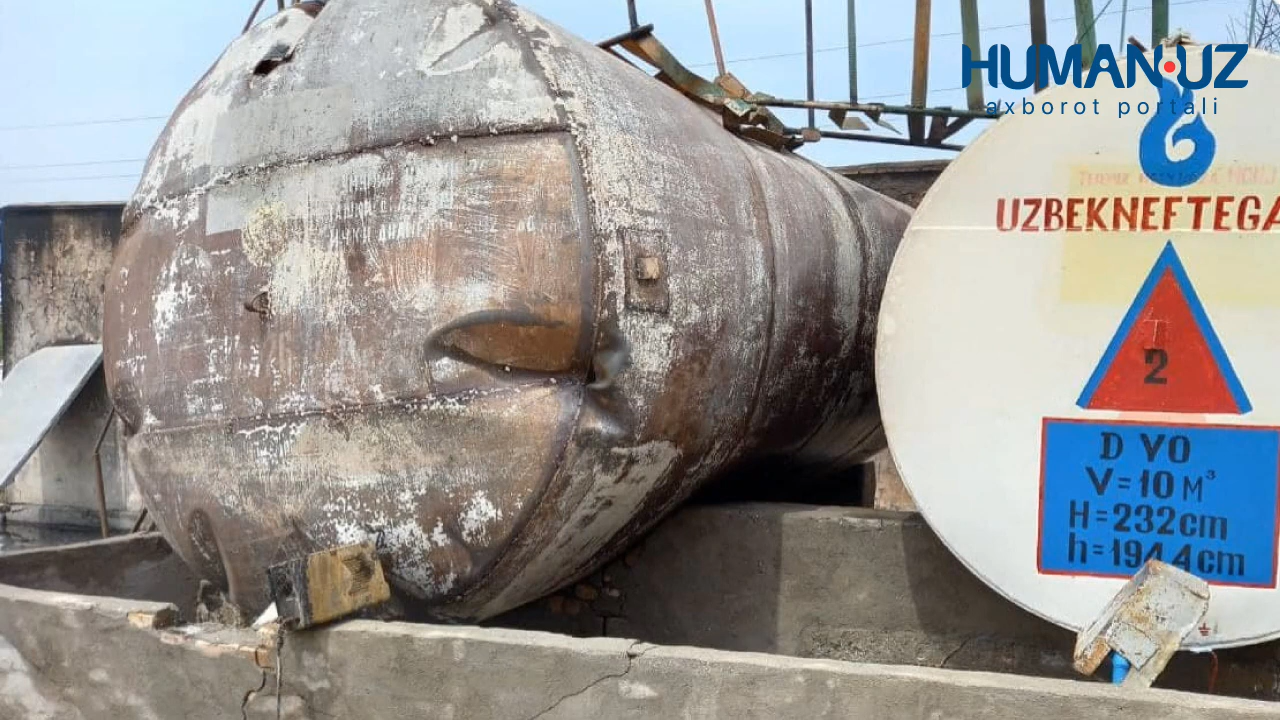 HUMAN.UZ
axborot portali
UZBEKNEFTEGA
2
D YO
V=10 M³
H=232cm
h=194.4cm